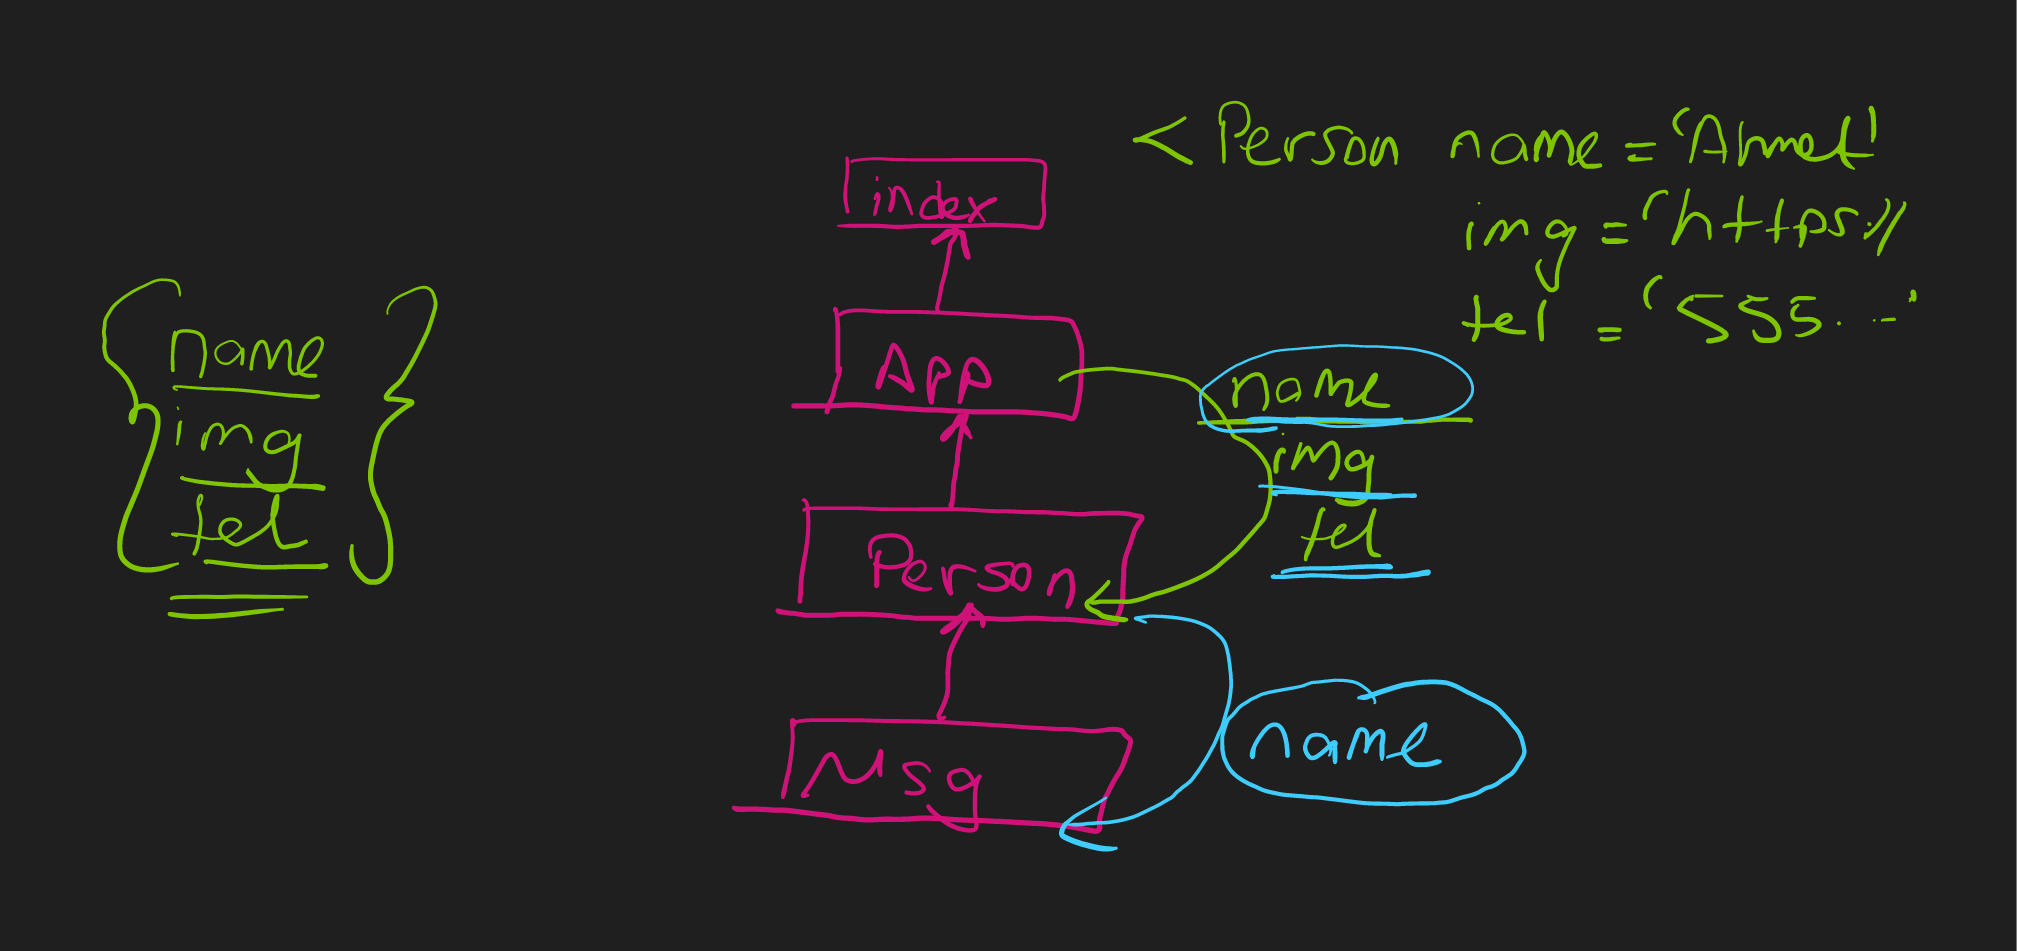 <Person name='Ahmet'
img='https://
tel='555...'
index
App
Person
Msg
name
img
tel
name
{
name
img
tel
}